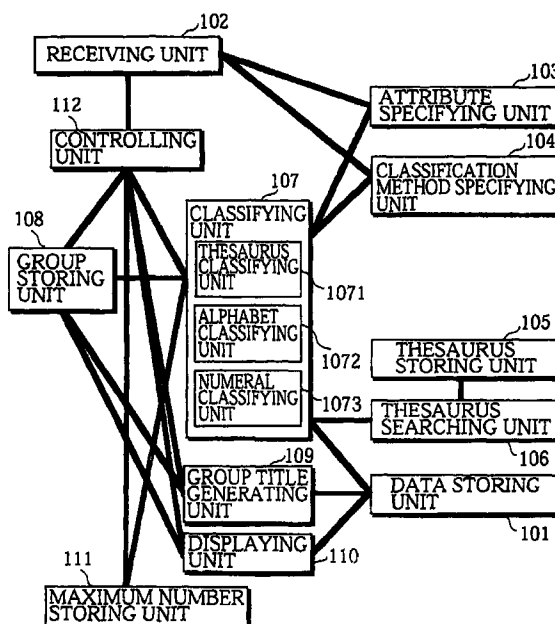 102
RECEIVING UNIT
112
CONTROLLING
UNIT
103
ATTRIBUTE
SPECIFYING UNIT
104
CLASSIFICATION
METHOD SPECIFYING
UNIT
108
GROUP
STORING
UNIT
107
CLASSIFYING
UNIT
THESAURUS
CLASSIFYING
UNIT
1071
ALPHABET
CLASSIFYING
UNIT
1072
NUMERAL
CLASSIFYING
UNIT
1073
105
THESAURUS
STORING UNIT
THESAURUS
SEARCHING UNIT
106
109
GROUP TITLE
GENERATING
UNIT
DATA STORING
UNIT
101
DISPLAYING
UNIT
110
111
MAXIMUM NUMBER
STORING UNIT